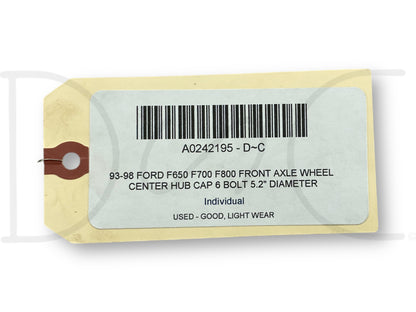 A0242195 - D~C
93-98 FORD F650 F700 F800 FRONT AXLE WHEEL
CENTER HUB CAP 6 BOLT 5.2" DIAMETER
Individual
USED - GOOD, LIGHT WEAR